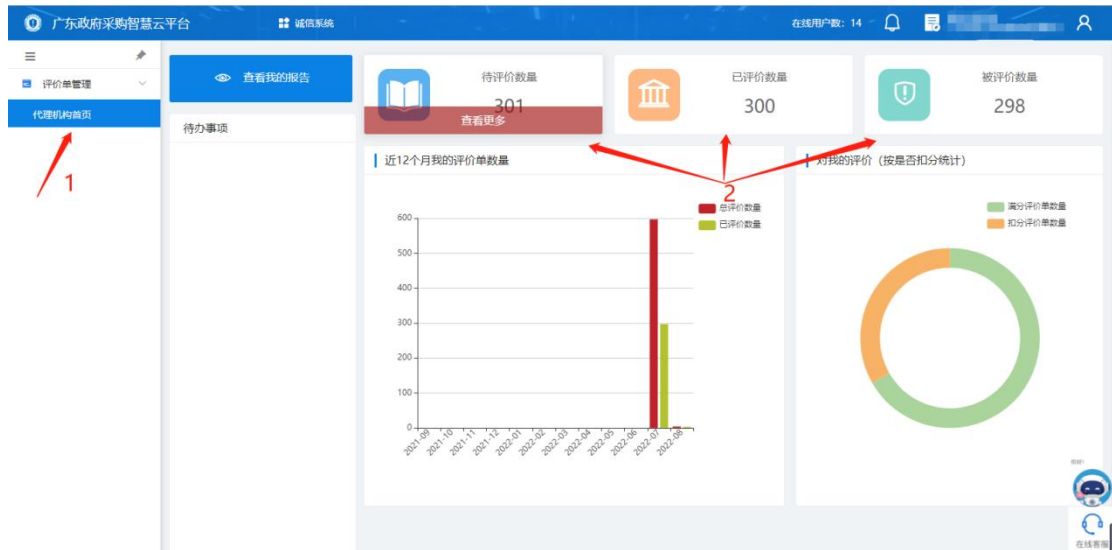 广东政府采购智慧云平台
诚信系统
在线用户数: 14
评价单管理
代理机构首页
1
查看我的报告
待办事项
待评价数量
301
查看更多
已评价数量
300
被评价数量
298
2
近12个月我的评价单数量
总评价数量
已评价数量
600
500
400
300
200
100
0
2021-09
2021-10
2021-11
2021-12
2022-01
2022-02
2022-03
2022-04
2022-05
2022-06
2022-07
2022-08
对我的评价（按是否扣分统计）
满分评价单数量
扣分评价单数量
在线客服